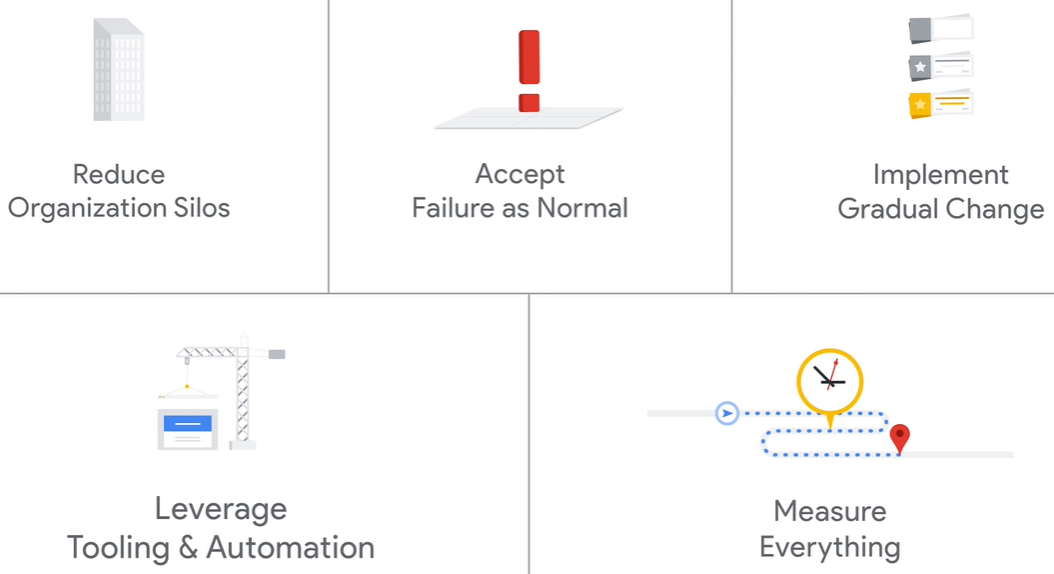 Reduce
Organization Silos
Accept
Failure as Normal
Implement
Gradual Change
Leverage
Tooling & Automation
Measure
Everything